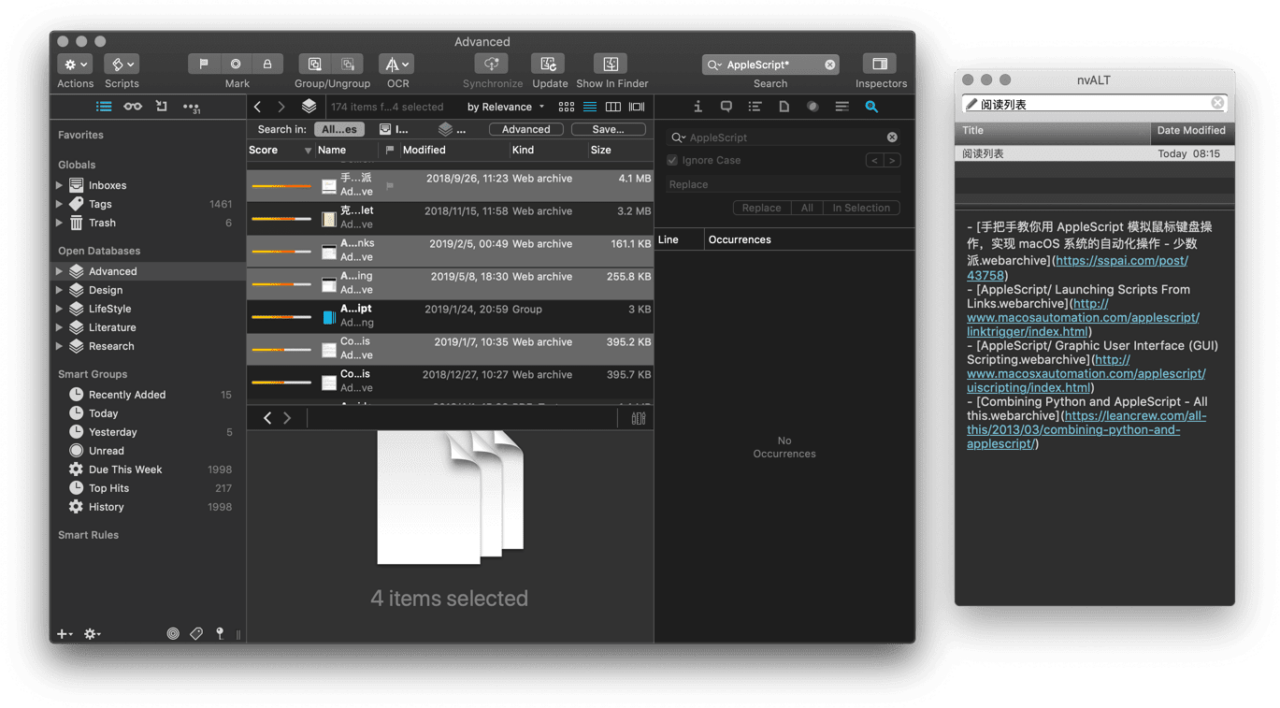 Advanced
AppleScript*
Actions
Scripts
Mark
Group/Ungroup
OCR
Synchronize
Update
Show In Finder
Search
Inspectors
31
174 items f...4 selected
by Relevance
Favorites
Globals
Inboxes
Tags 1461
Trash 6
Open Databases
Advanced
Design
LifeStyle
Literature
Research
Smart Groups
Recently Added 15
Today
Yesterday 5
Unread
Due This Week 1998
Top Hits 217
History 1998
Smart Rules
Search in: All...es I... ... Advanced Save...
Score Name Modified Kind Size
手...派 2018/9/26, 11:23 Web archive 4.1 MB
Ad...ve
克...let 2018/11/15, 11:58 Web archive 3.2 MB
Ad...ve
A...nks 2019/2/5, 00:49 Web archive 161.1 KB
Ad...ve
A...ing 2019/5/8, 18:30 Web archive 255.8 KB
Ad...ve
A...ipt 2019/1/24, 20:59 Group 3 KB
Ad...ng
Co...is 2019/1/7, 10:35 Web archive 395.2 KB
Ad...ve
Co...is 2018/12/27, 10:27 Web archive 395.7 KB
Ad...ve
4 items selected
AppleScript
Ignore Case < >
Replace
Replace All In Selection
Line Occurrences
No
Occurrences
nvALT
阅读列表
Title Date Modified
阅读列表 Today 08:15
- [手把手教你用 AppleScript 模拟鼠标键盘操
作，实现 macOS 系统的自动化操作 - 少数
派.webarchive](https://sspai.com/post/
43758)
- [AppleScript/ Launching Scripts From
Links.webarchive](http://
www.macosautomation.com/applescript/
linktrigger/index.html)
- [AppleScript/ Graphic User Interface (GUI)
Scripting.webarchive](http://
www.macosxautomation.com/applescript/
uiscripting/index.html)
- [Combining Python and AppleScript - All
this.webarchive](https://leancrew.com/all-
this/2013/03/combining-python-and-
applescript/)